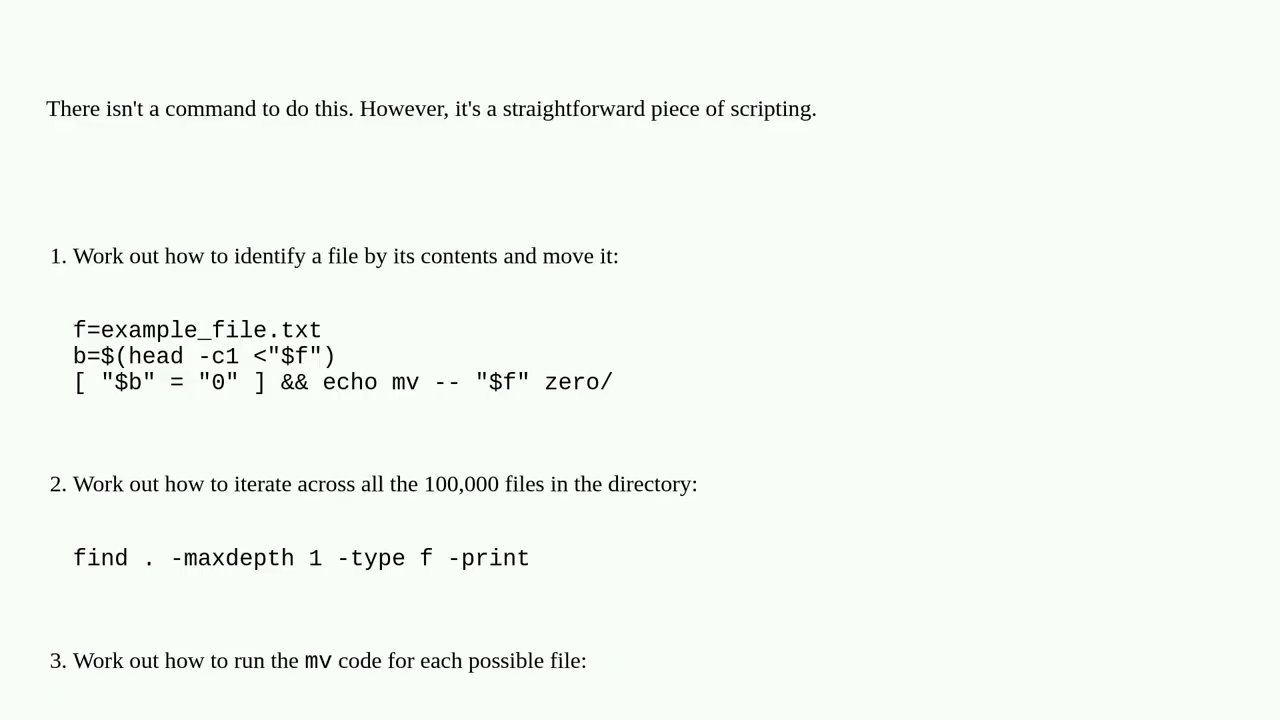 There isn't a command to do this. However, it's a straightforward piece of scripting.
1. Work out how to identify a file by its contents and move it:
f=example_file.txt
b=$(head -c1 <"$f")
[ "$b" = "0" ] && echo mv -- "$f" zero/
2. Work out how to iterate across all the 100,000 files in the directory:
find . -maxdepth 1 -type f -print
3. Work out how to run the mv code for each possible file: